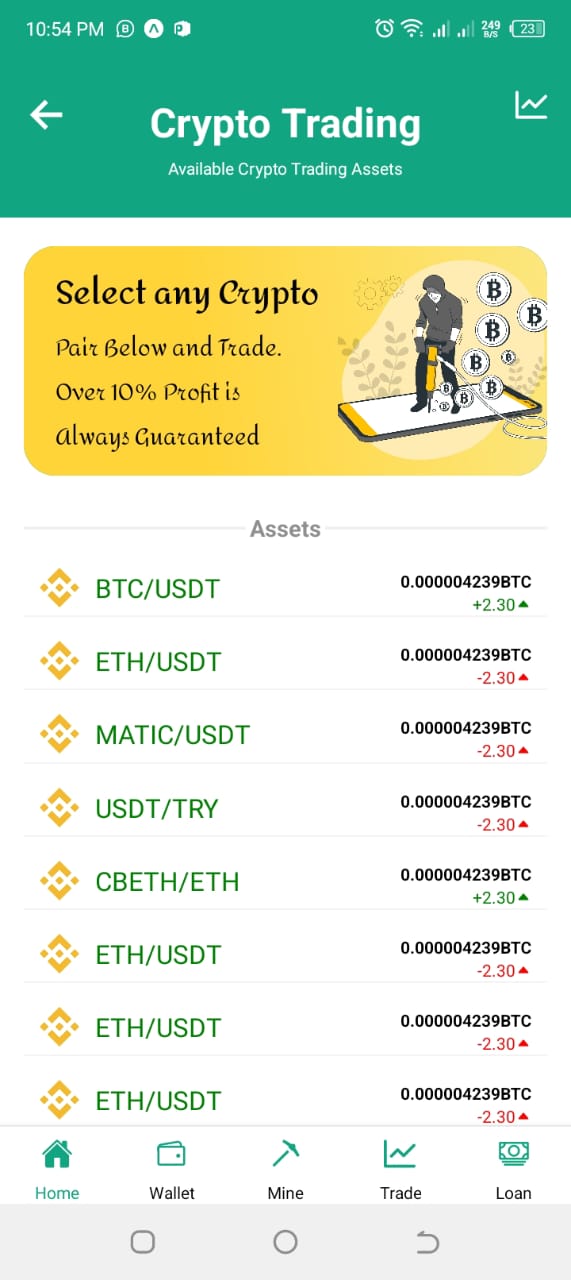 10:54 PM
249
B/S
23
Crypto Trading
Available Crypto Trading Assets
Select any Crypto
Pair Below and Trade.
Over 10% Profit is
Always Guaranteed
Assets
BTC/USDT 0.000004239BTC
+2.30
ETH/USDT 0.000004239BTC
-2.30
MATIC/USDT 0.000004239BTC
-2.30
USDT/TRY 0.000004239BTC
-2.30
CBETH/ETH 0.000004239BTC
+2.30
ETH/USDT 0.000004239BTC
-2.30
ETH/USDT 0.000004239BTC
-2.30
ETH/USDT 0.000004239BTC
-2.30
Home Wallet Mine Trade Loan